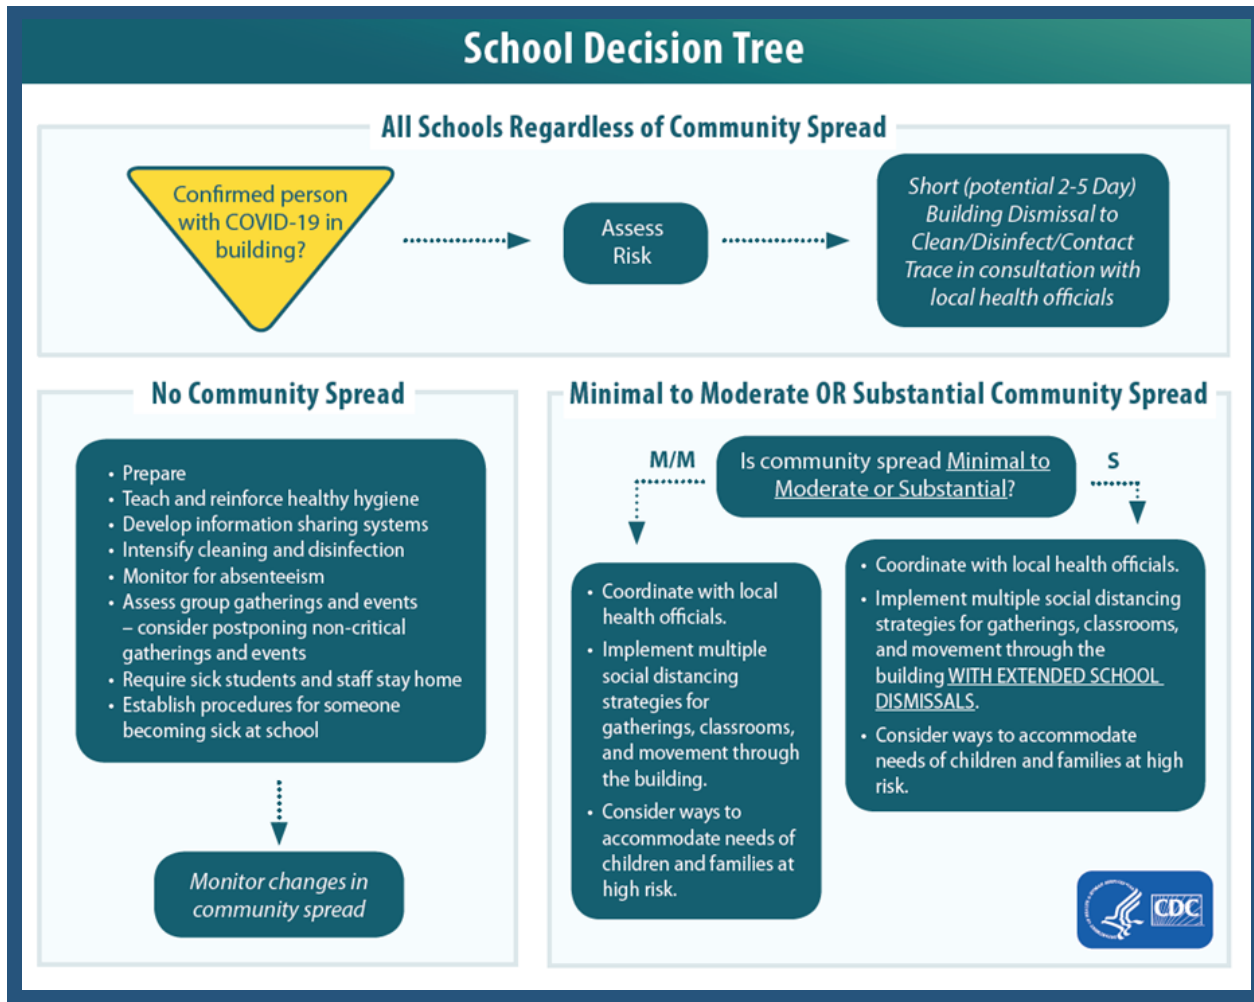 School Decision Tree
All Schools Regardless of Community Spread
Confirmed person
with COVID-19 in
building?
Assess
Risk
Short (potential 2-5 Day)
Building Dismissal to
Clean/Disinfect/Contact
Trace in consultation with
local health officials
No Community Spread
• Prepare
• Teach and reinforce healthy hygiene
• Develop information sharing systems
• Intensify cleaning and disinfection
• Monitor for absenteeism
• Assess group gatherings and events
– consider postponing non-critical
gatherings and events
• Require sick students and staff stay home
• Establish procedures for someone
becoming sick at school
Monitor changes in
community spread
Minimal to Moderate OR Substantial Community Spread
Is community spread Minimal to
Moderate or Substantial?
M/M
• Coordinate with local
health officials.
• Implement multiple
social distancing
strategies for
gatherings, classrooms,
and movement through
the building.
• Consider ways to
accommodate needs of
children and families at
high risk.
S
• Coordinate with local health officials.
• Implement multiple social distancing
strategies for gatherings, classrooms,
and movement through the
building WITH EXTENDED SCHOOL
DISMISSALS.
• Consider ways to accommodate
needs of children and families at high
risk.
CDC